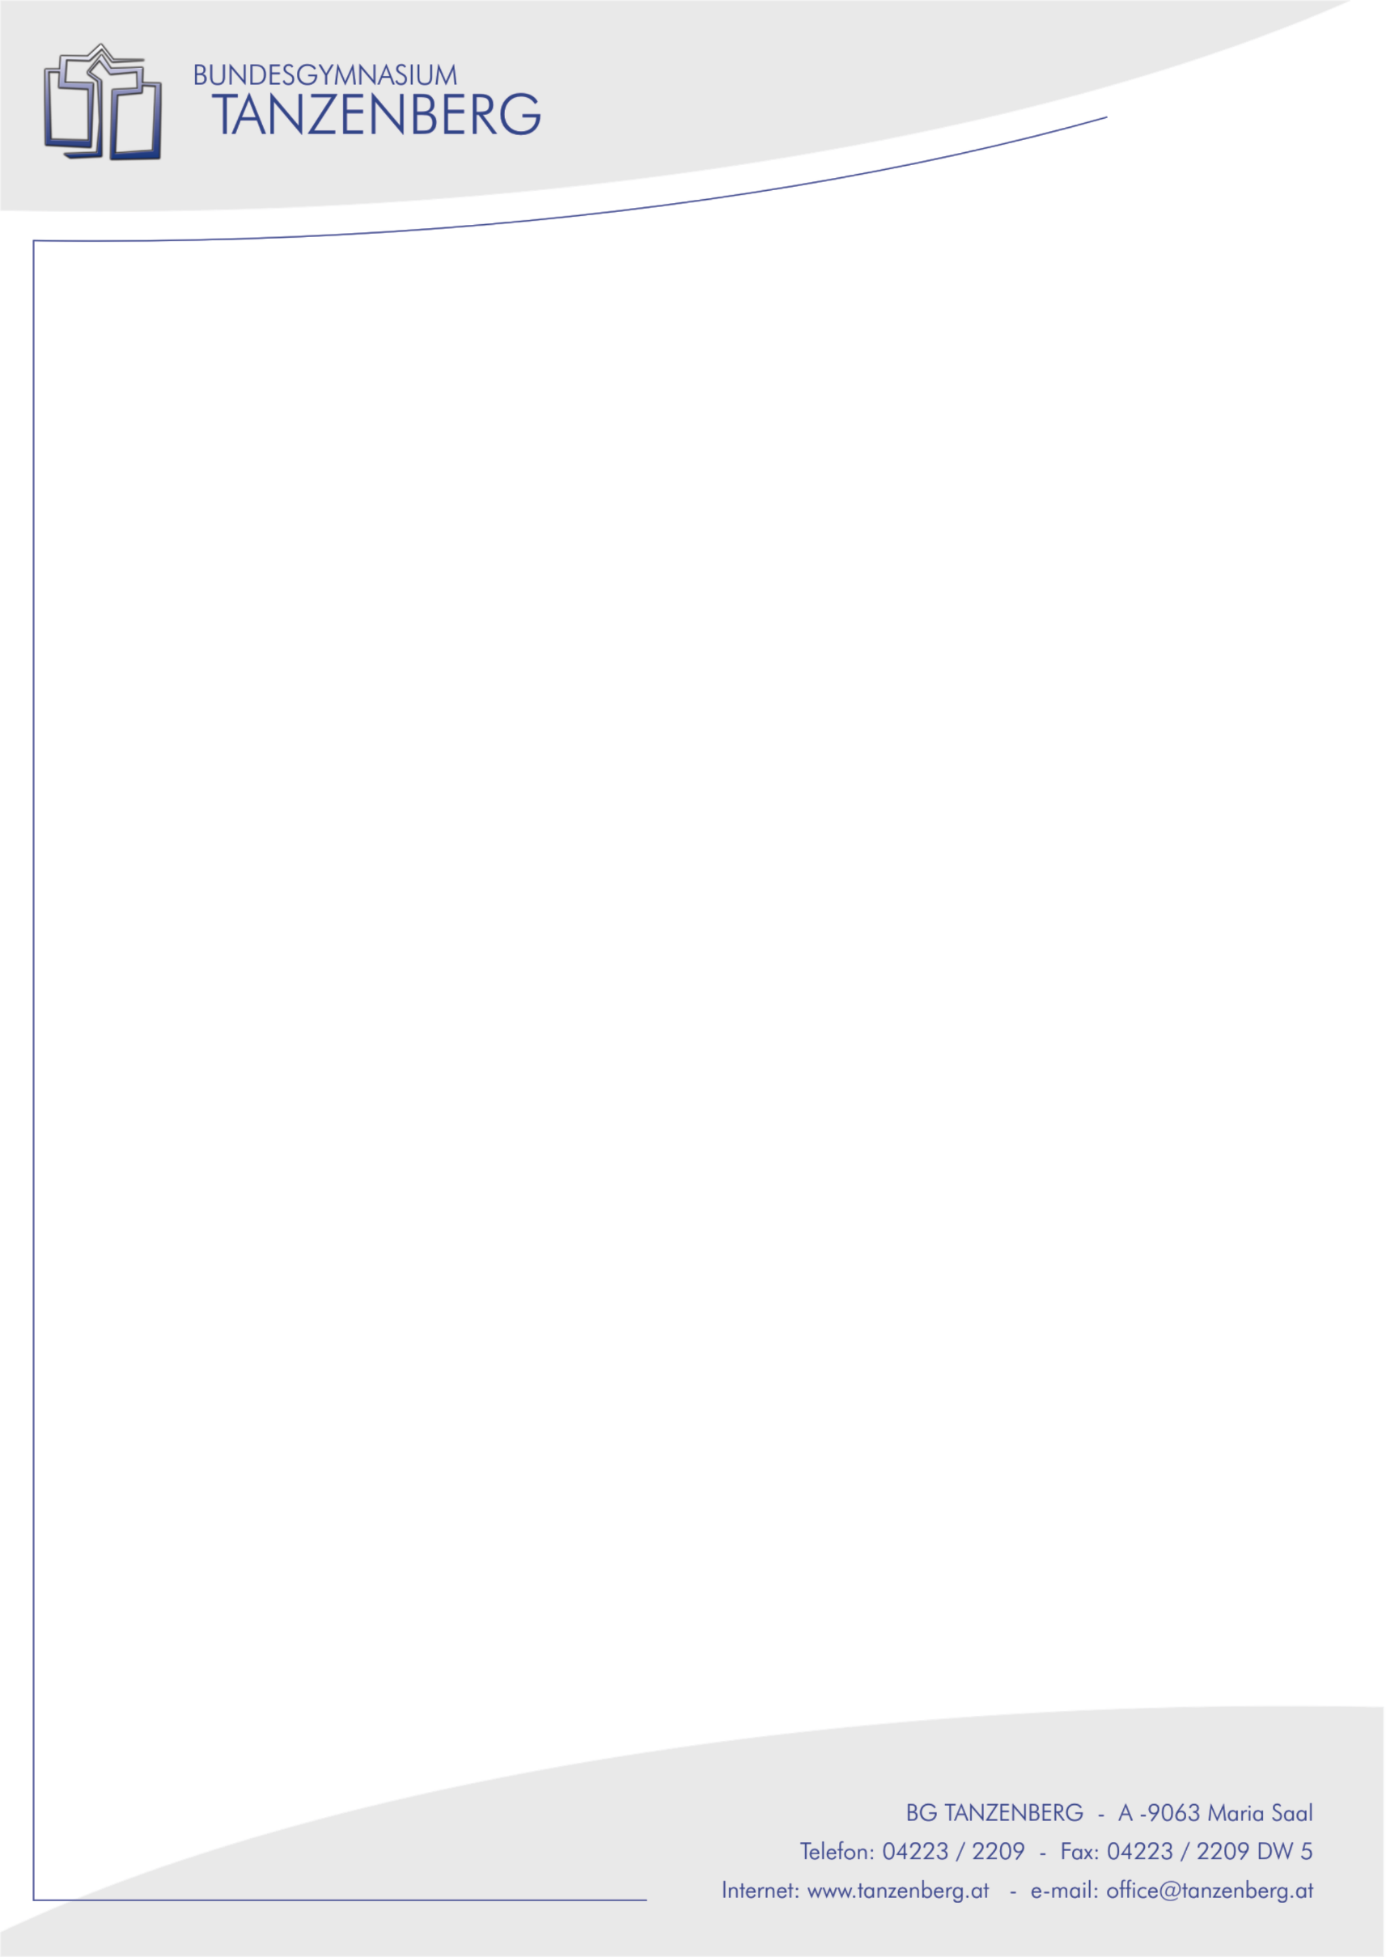 BUNDESGYMNASIUM
TANZENBERG
BG TANZENBERG - A -9063 Maria Saal
Telefon: 04223 / 2209 - Fax: 04223 / 2209 DW 5
Internet: www.tanzenberg.at - e-mail: office@tanzenberg.at